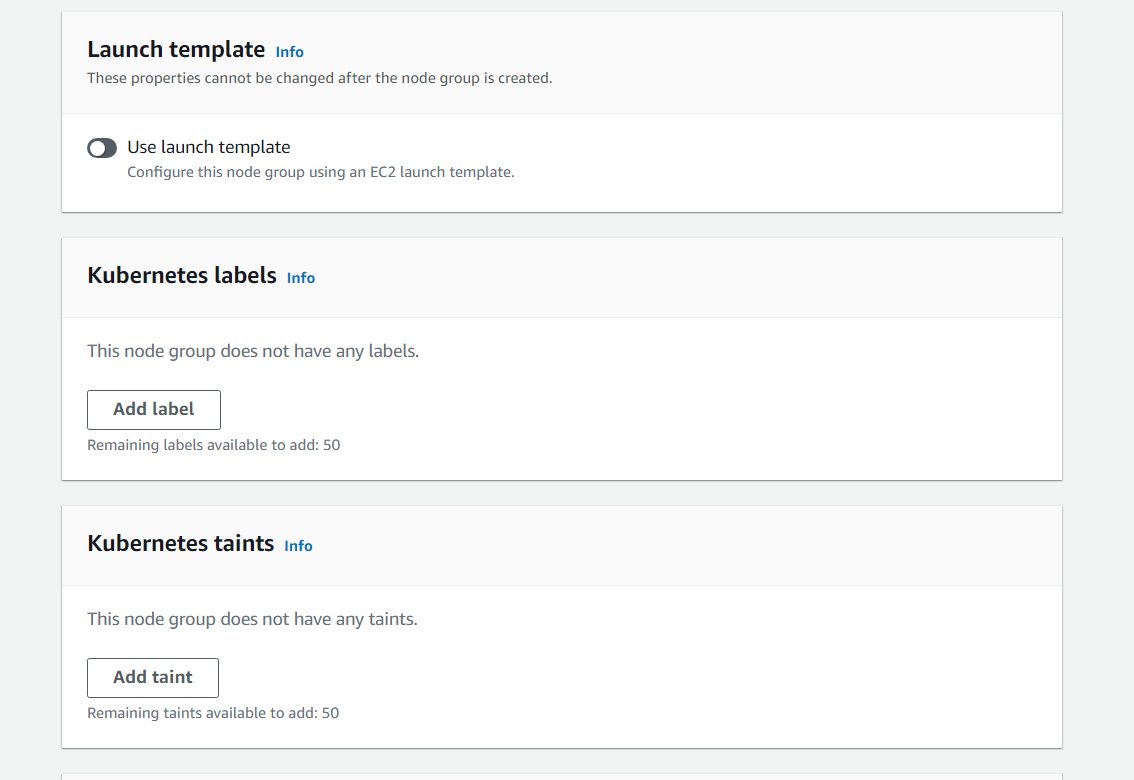 Launch template Info
These properties cannot be changed after the node group is created.
Use launch template
Configure this node group using an EC2 launch template.
Kubernetes labels Info
This node group does not have any labels.
Add label
Remaining labels available to add: 50
Kubernetes taints Info
This node group does not have any taints.
Add taint
Remaining taints available to add: 50